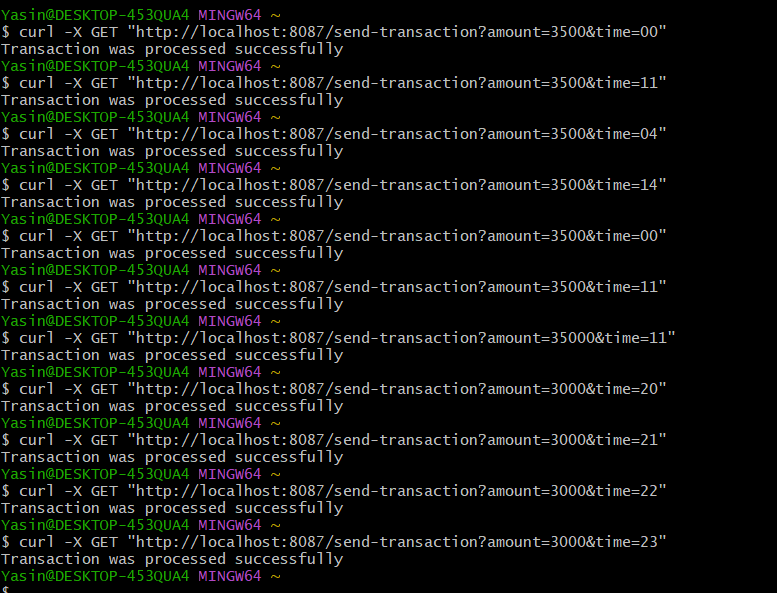 Yasin@DESKTOP-453QUA4 MINGW64 ~
$ curl -X GET "http://localhost:8087/send-transaction?amount=3500&time=00"
Transaction was processed successfully
Yasin@DESKTOP-453QUA4 MINGW64 ~
$ curl -X GET "http://localhost:8087/send-transaction?amount=3500&time=11"
Transaction was processed successfully
Yasin@DESKTOP-453QUA4 MINGW64 ~
$ curl -X GET "http://localhost:8087/send-transaction?amount=3500&time=04"
Transaction was processed successfully
Yasin@DESKTOP-453QUA4 MINGW64 ~
$ curl -X GET "http://localhost:8087/send-transaction?amount=3500&time=14"
Transaction was processed successfully
Yasin@DESKTOP-453QUA4 MINGW64 ~
$ curl -X GET "http://localhost:8087/send-transaction?amount=3500&time=00"
Transaction was processed successfully
Yasin@DESKTOP-453QUA4 MINGW64 ~
$ curl -X GET "http://localhost:8087/send-transaction?amount=3500&time=11"
Transaction was processed successfully
Yasin@DESKTOP-453QUA4 MINGW64 ~
$ curl -X GET "http://localhost:8087/send-transaction?amount=35000&time=11"
Transaction was processed successfully
Yasin@DESKTOP-453QUA4 MINGW64 ~
$ curl -X GET "http://localhost:8087/send-transaction?amount=3000&time=20"
Transaction was processed successfully
Yasin@DESKTOP-453QUA4 MINGW64 ~
$ curl -X GET "http://localhost:8087/send-transaction?amount=3000&time=21"
Transaction was processed successfully
Yasin@DESKTOP-453QUA4 MINGW64 ~
$ curl -X GET "http://localhost:8087/send-transaction?amount=3000&time=22"
Transaction was processed successfully
Yasin@DESKTOP-453QUA4 MINGW64 ~
$ curl -X GET "http://localhost:8087/send-transaction?amount=3000&time=23"
Transaction was processed successfully
Yasin@DESKTOP-453QUA4 MINGW64 ~
$